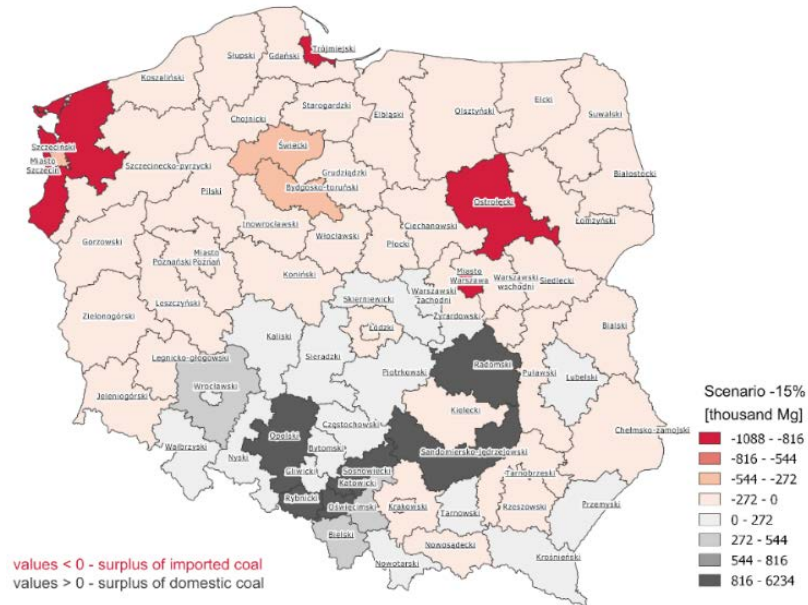 Trójmiejski
Słupski
Gdański
Koszaliński
Ełcki
Starogardzki
Olsztyński
Suwalski
Chojnicki
Elbląski
Szczeciński
Świecki
Miasto
Szczecin
Szczecinecko-pyrzycki
Grudziądzki
Białostocki
Bydgosko-toruński
Pilski
Ostrołęcki
Łomżyński
Inowrocławski
Ciechanowski
Gorzowski
Włocławski
Płocki
Miasto
Poznański
Poznań
Miasto
Warszawa
Warszawski
wschodni
Siedlecki
Koniński
Warszawski
zachodni
Skierniewicki
Leszczyński
Żyrardowski
Zielonogórski
Łódzki
Bialski
Kaliski
Sieradzki
Legnicko-głogowski
Radomski
Piotrkowski
Puławski
Lubelski
Wrocławski
Jeleniogórski
Kielecki
Częstochowski
Opolski
Chełmsko-zamojski
Wałbrzyski
Bytomski
Sandomiersko-jędrzejowski
Nyski
Gliwicki
Sosnowiecki
Tarnobrzeski
Katowicki
Rybnicki
Oświęcimski
Krakowski
Tarnowski
Rzeszowski
Przemyski
Bielski
Nowosądecki
Krośnieński
Nowotarski
Scenario -15%
[thousand Mg]
-1088 - -816
-816 - -544
-544 - -272
-272 - 0
0 - 272
272 - 544
544 - 816
816 - 6234
values < 0 - surplus of imported coal
values > 0 - surplus of domestic coal